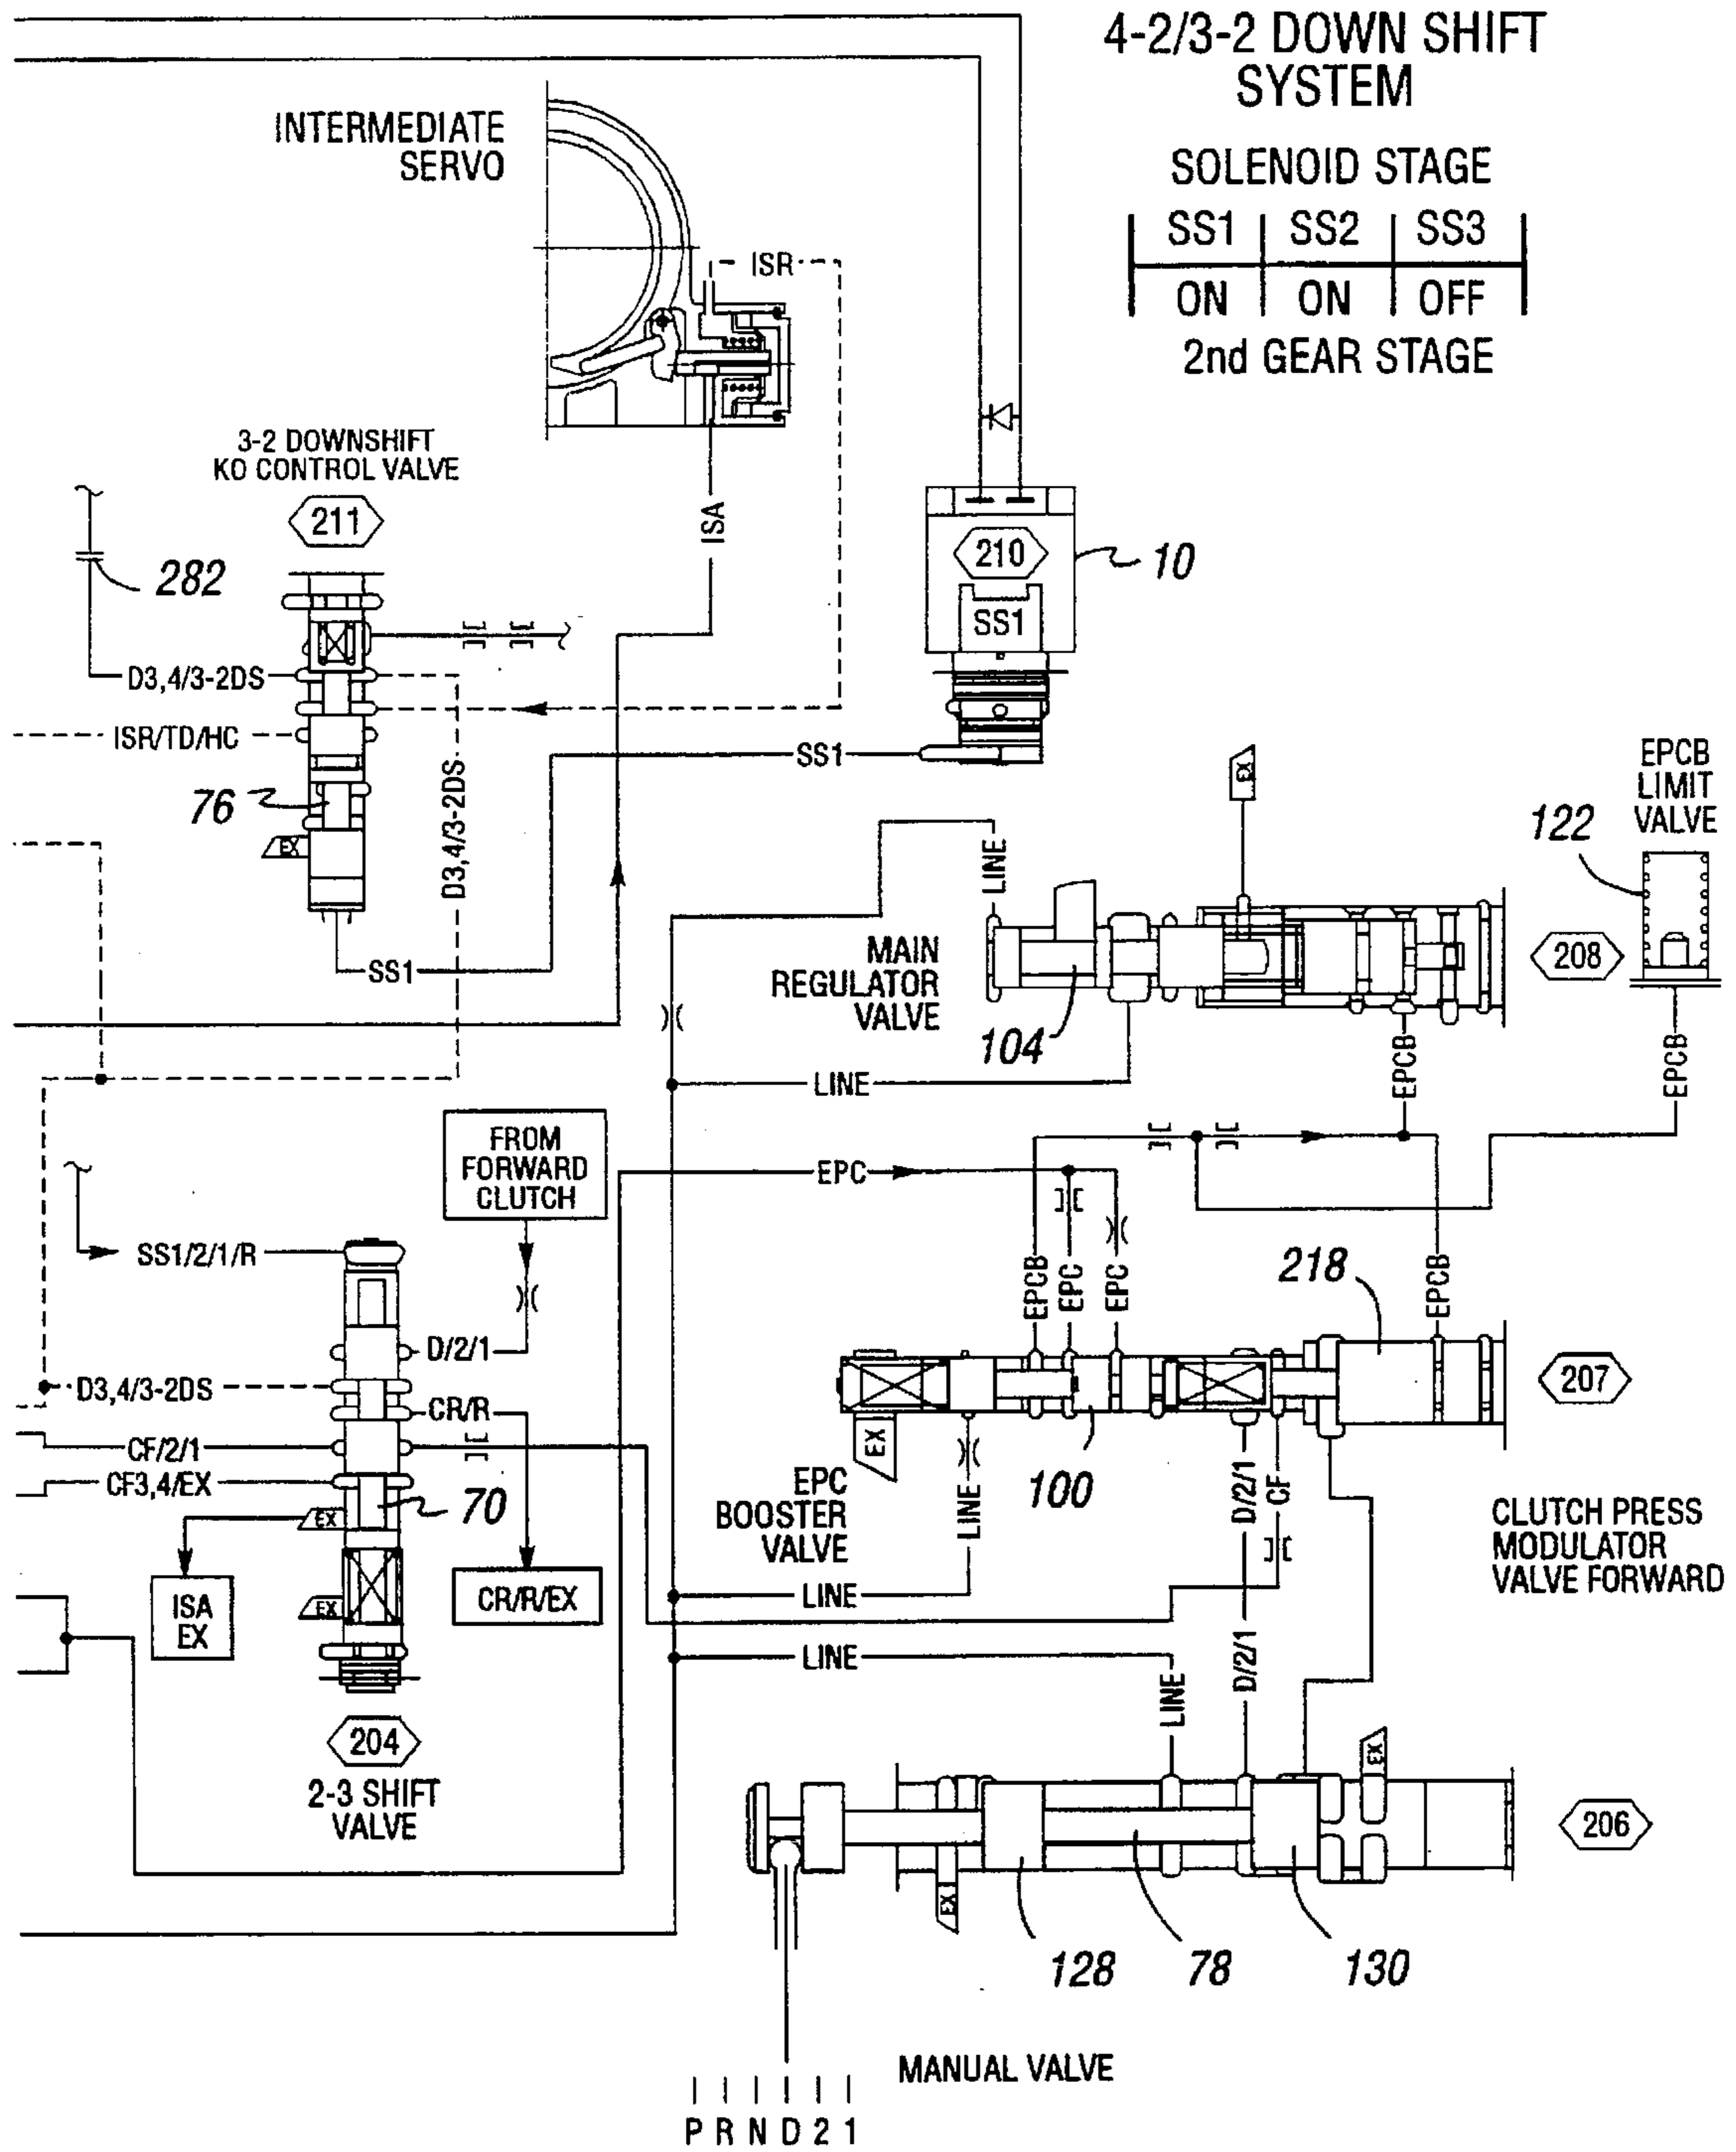 4-2/3-2 DOWN SHIFT
SYSTEM
SOLENOID STAGE
SS1 SS2 SS3
ON ON OFF
2nd GEAR STAGE
INTERMEDIATE
SERVO
ISR
ISA
3-2 DOWNSHIFT
KO CONTROL VALVE
211
282
210
10
SS1
D3,4/3-2DS
ISR/TD/HC
D3,4/3-2DS
76
EX
SS1
SS1
EX
EPCB
LIMIT
VALVE
122
LINE
MAIN
REGULATOR
VALVE
104
208
LINE
EPCB
EPCB
FROM
FORWARD
CLUTCH
EPC
SS1/2/1/R
EPCB
EPC
EPC
218
EPCB
D/2/1
D3,4/3-2DS
CR/R
CF/2/1
CF3,4/EX
70
EX
ISA
EX
EX
CR/R/EX
204
2-3 SHIFT
VALVE
207
EX
EPC
BOOSTER
VALVE
LINE
100
D/2/1
CF
CLUTCH PRESS
MODULATOR
VALVE FORWARD
LINE
LINE
LINE
D/2/1
EX
206
EX
128
78
130
MANUAL VALVE
P R N D 2 1